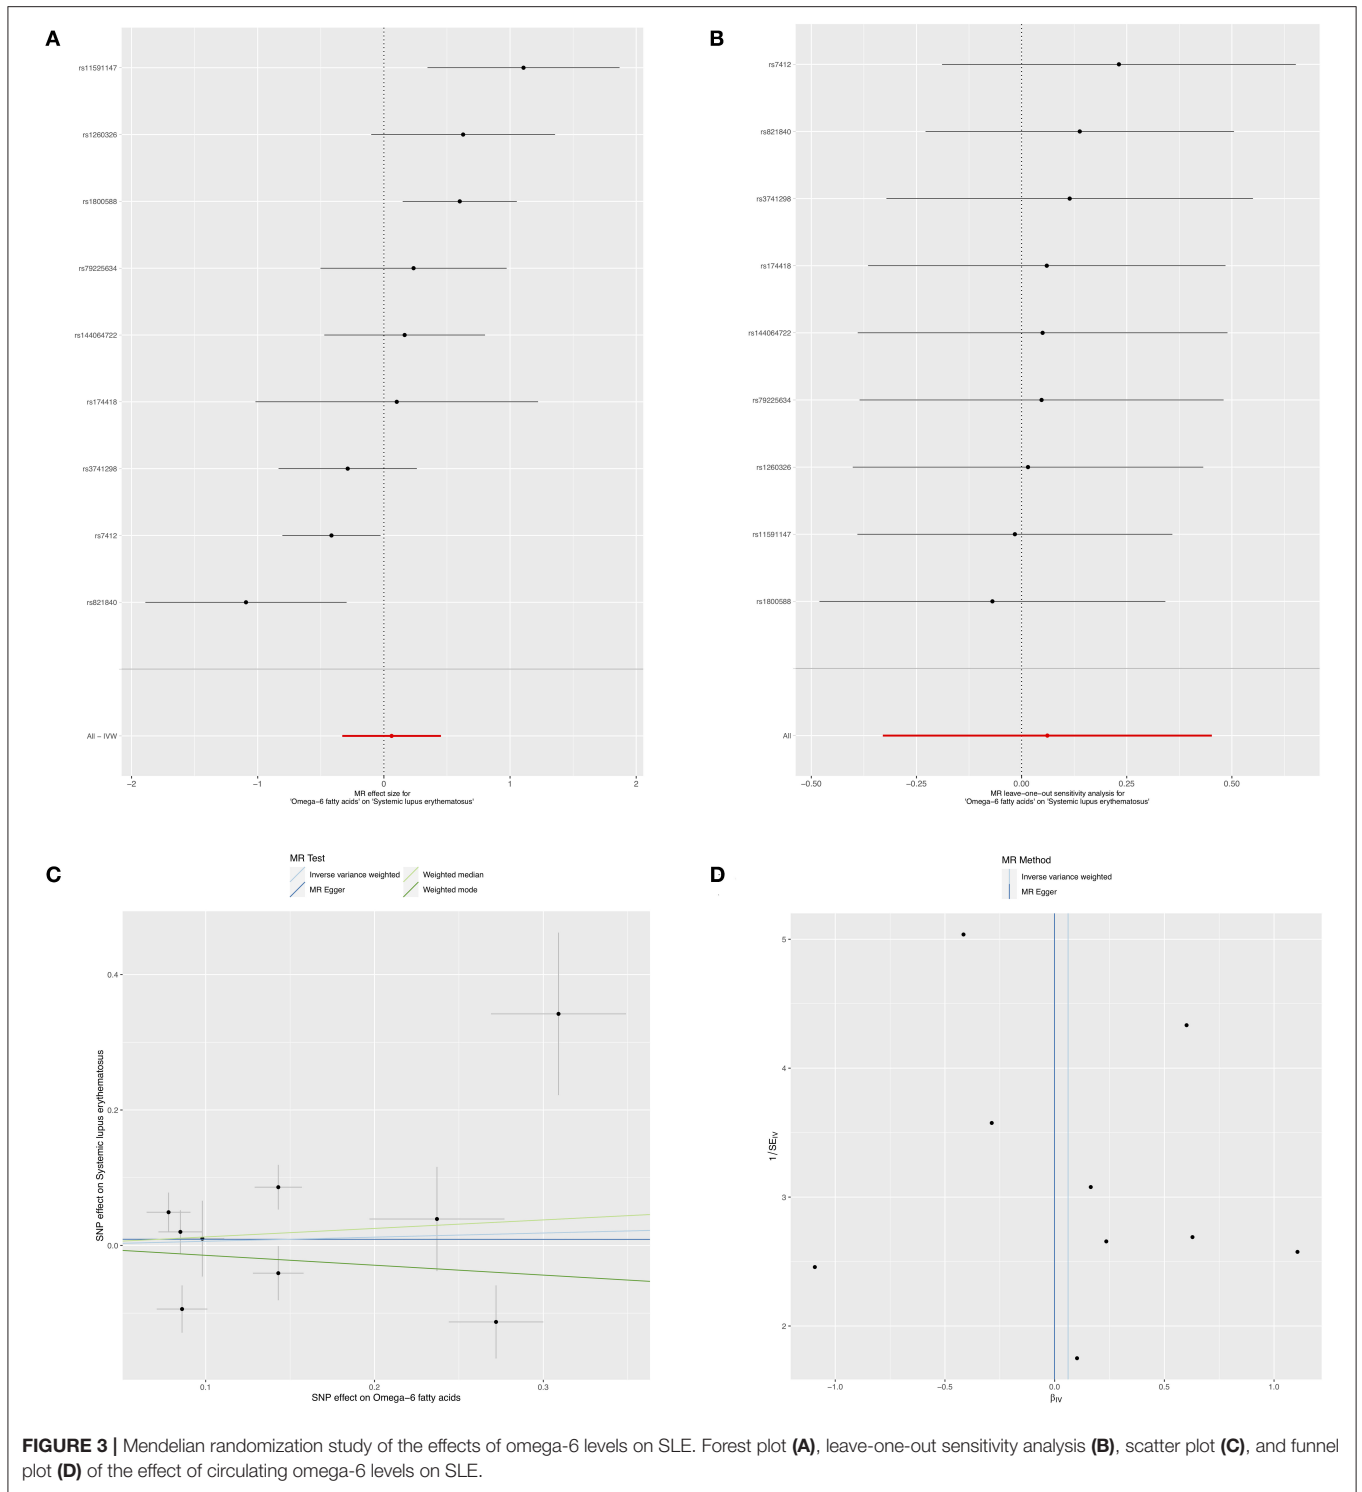 A
rs11591147
rs1260326
rs1800588
rs79225634
rs144064722
rs174418
rs3741298
rs7412
rs821840
All − IVW
−2
−1
0
1
2
MR effect size for
'Omega−6 fatty acids' on 'Systemic lupus erythematosus'
B
rs7412
rs821840
rs3741298
rs174418
rs144064722
rs79225634
rs1260326
rs11591147
rs1800588
All
−0.50
−0.25
0.00
0.25
0.50
MR leave−one−out sensitivity analysis for
'Omega−6 fatty acids' on 'Systemic lupus erythematosus'
C
MR Test
Inverse variance weighted
Weighted median
MR Egger
Weighted mode
SNP effect on Systemic lupus erythematosus
0.4
0.2
0.0
0.1
0.2
0.3
SNP effect on Omega−6 fatty acids
D
MR Method
Inverse variance weighted
MR Egger
1/SE_IV
5
4
3
2
−1.0
−0.5
0.0
0.5
1.0
β_IV
FIGURE 3 | Mendelian randomization study of the effects of omega-6 levels on SLE. Forest plot (A), leave-one-out sensitivity analysis (B), scatter plot (C), and funnel
plot (D) of the effect of circulating omega-6 levels on SLE.